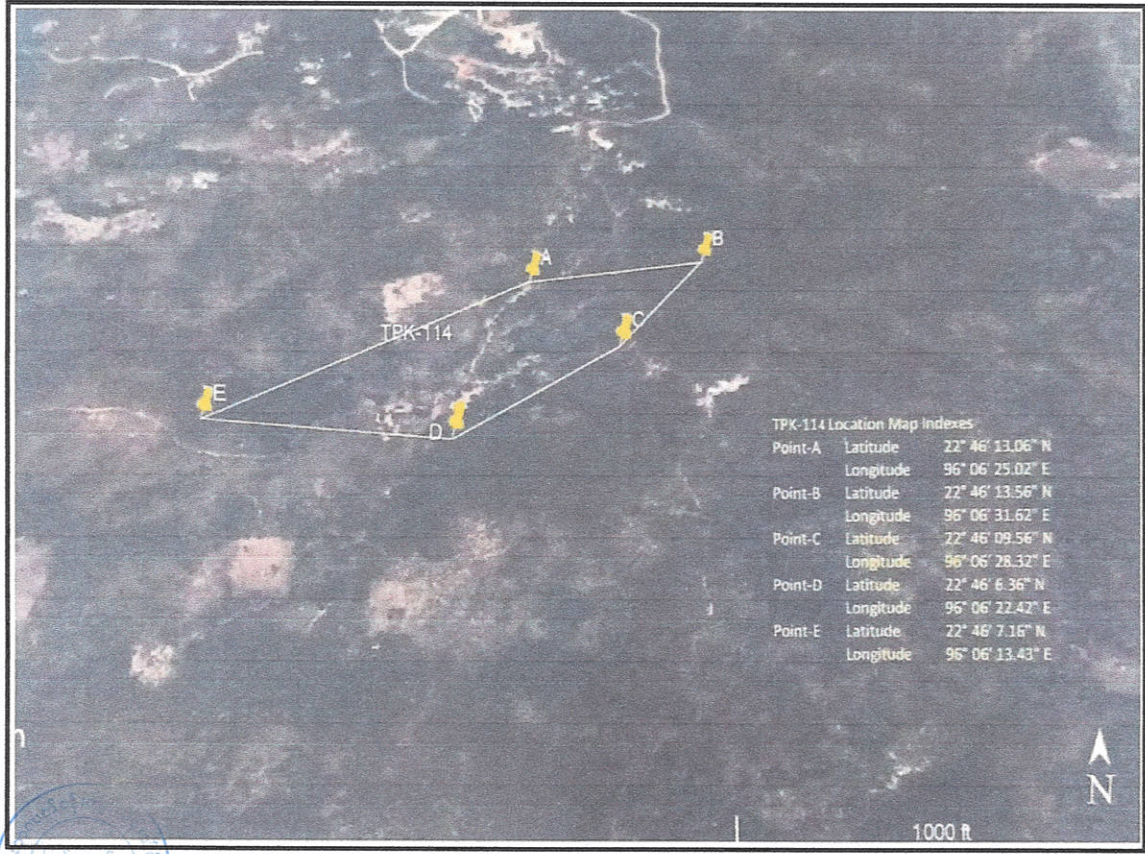 B
A
C
TPK-114
E
D
TPK-114 Location Map Indexes
Point-A Latitude 22° 46' 13.06" N
Longitude 96° 06' 25.02" E
Point-B Latitude 22° 46' 13.56" N
Longitude 96° 06' 31.62" E
Point-C Latitude 22° 46' 09.56" N
Longitude 96° 06' 28.32" E
Point-D Latitude 22° 46' 6.36" N
Longitude 96° 06' 22.42" E
Point-E Latitude 22° 46' 7.16" N
Longitude 96° 06' 13.43" E
N
1000 ft